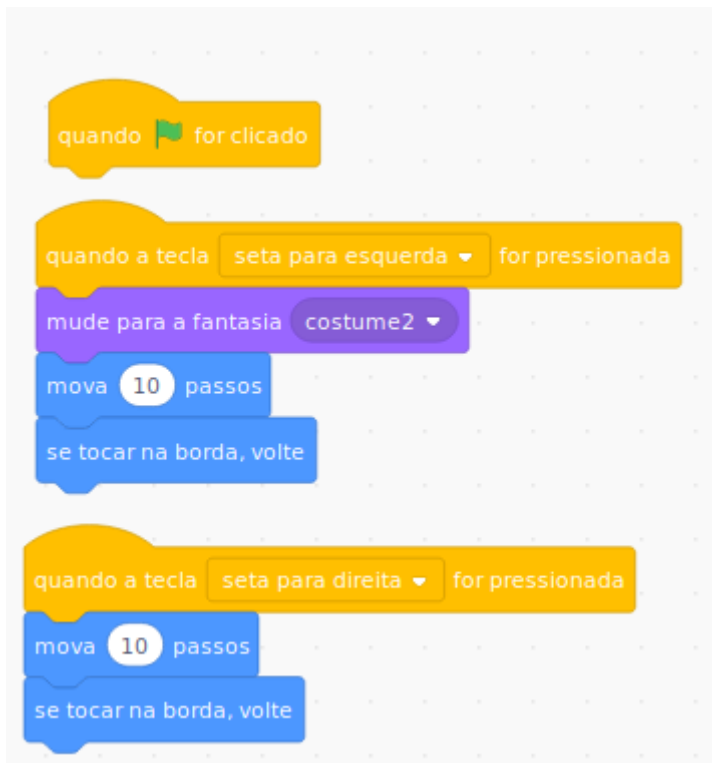 quando for clicado
quando a tecla seta para esquerda for pressionada
mude para a fantasia costume2
mova 10 passos
se tocar na borda, volte
quando a tecla seta para direita for pressionada
mova 10 passos
se tocar na borda, volte